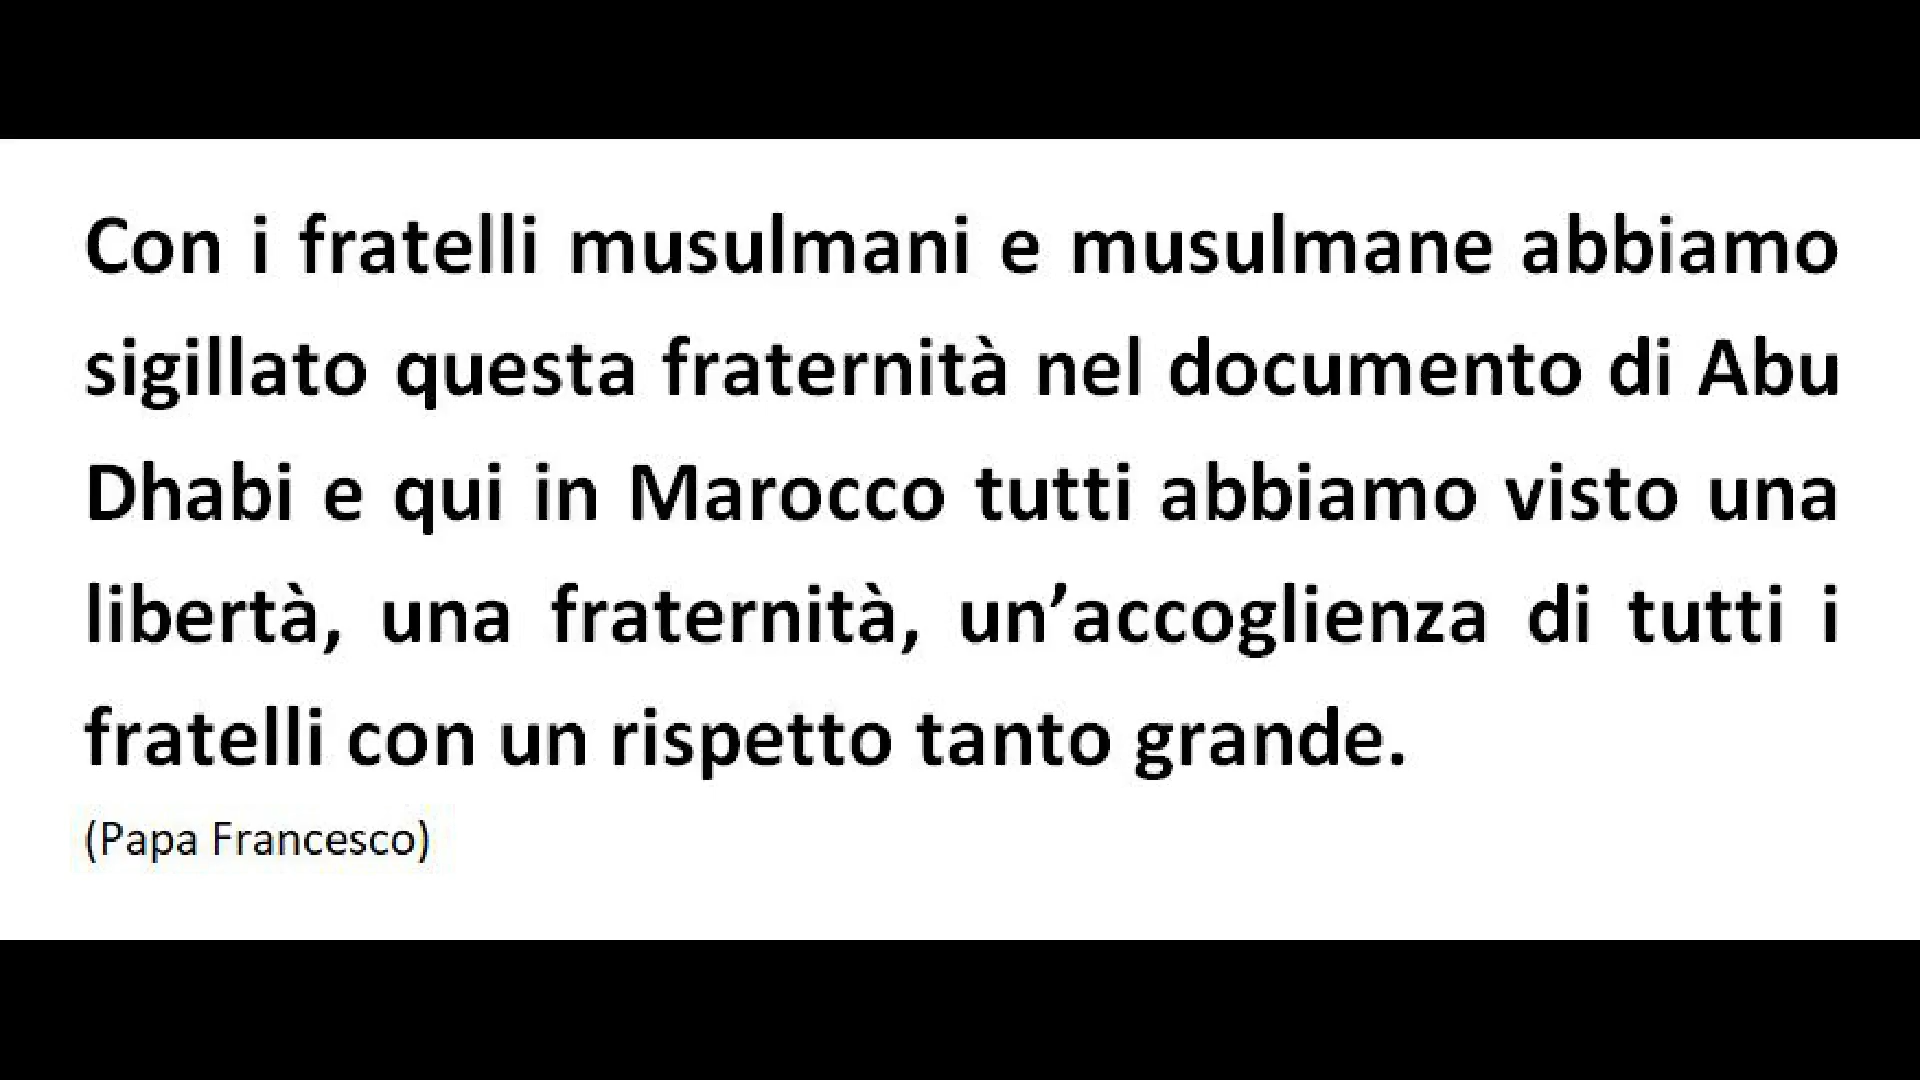 Con i fratelli musulmani e musulmane abbiamo
sigillato questa fraternità nel documento di Abu
Dhabi e qui in Marocco tutti abbiamo visto una
libertà, una fraternità, un’accoglienza di tutti i
fratelli con un rispetto tanto grande.
(Papa Francesco)